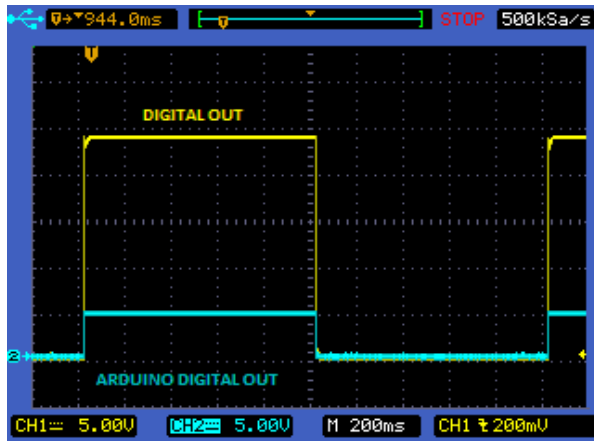 944.0ms STOP 500kSa/s
DIGITAL OUT
2
ARDUINO DIGITAL OUT
CH1 5.00V CH2 5.00V M 200ms CH1 200mV